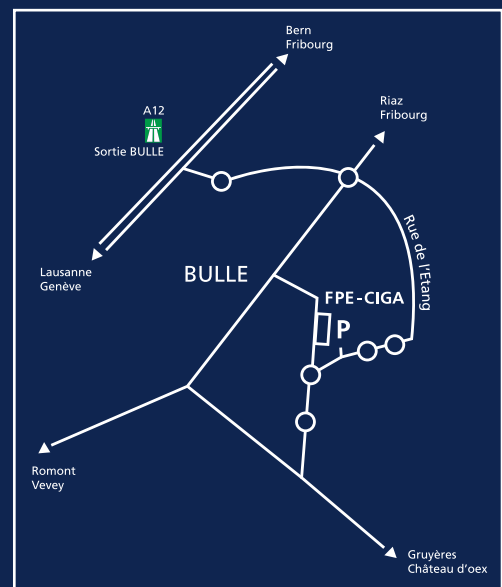 Bern
Fribourg
A12
Sortie BULLE
Riaz
Fribourg
Rue de l'Etang
Lausanne
Genève
BULLE
FPE-CIGA
P
Romont
Vevey
Gruyères
Château d'oex